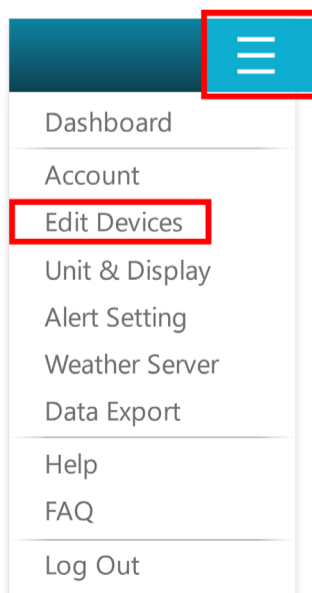 Dashboard
Account
Edit Devices
Unit & Display
Alert Setting
Weather Server
Data Export
Help
FAQ
Log Out